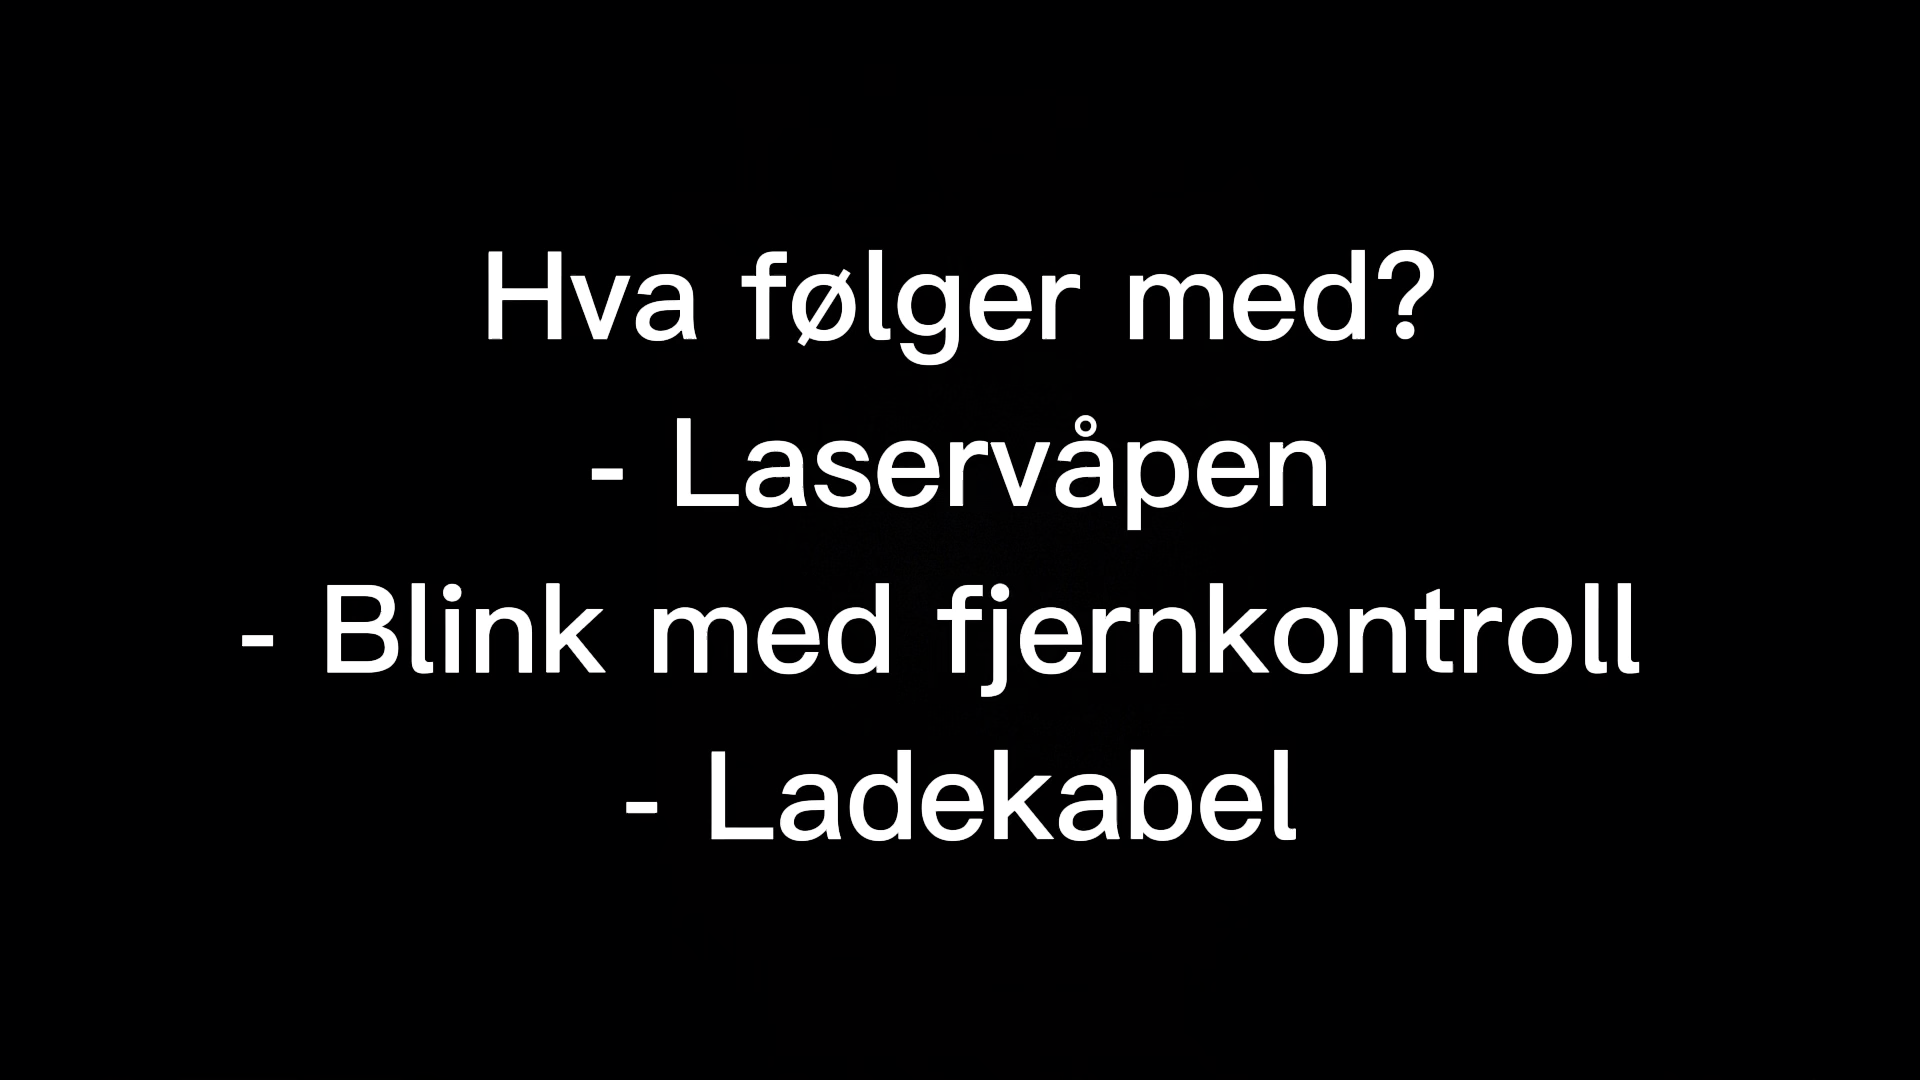 Hva følger med?
- Laservåpen
- Blink med fjernkontroll
- Ladekabel